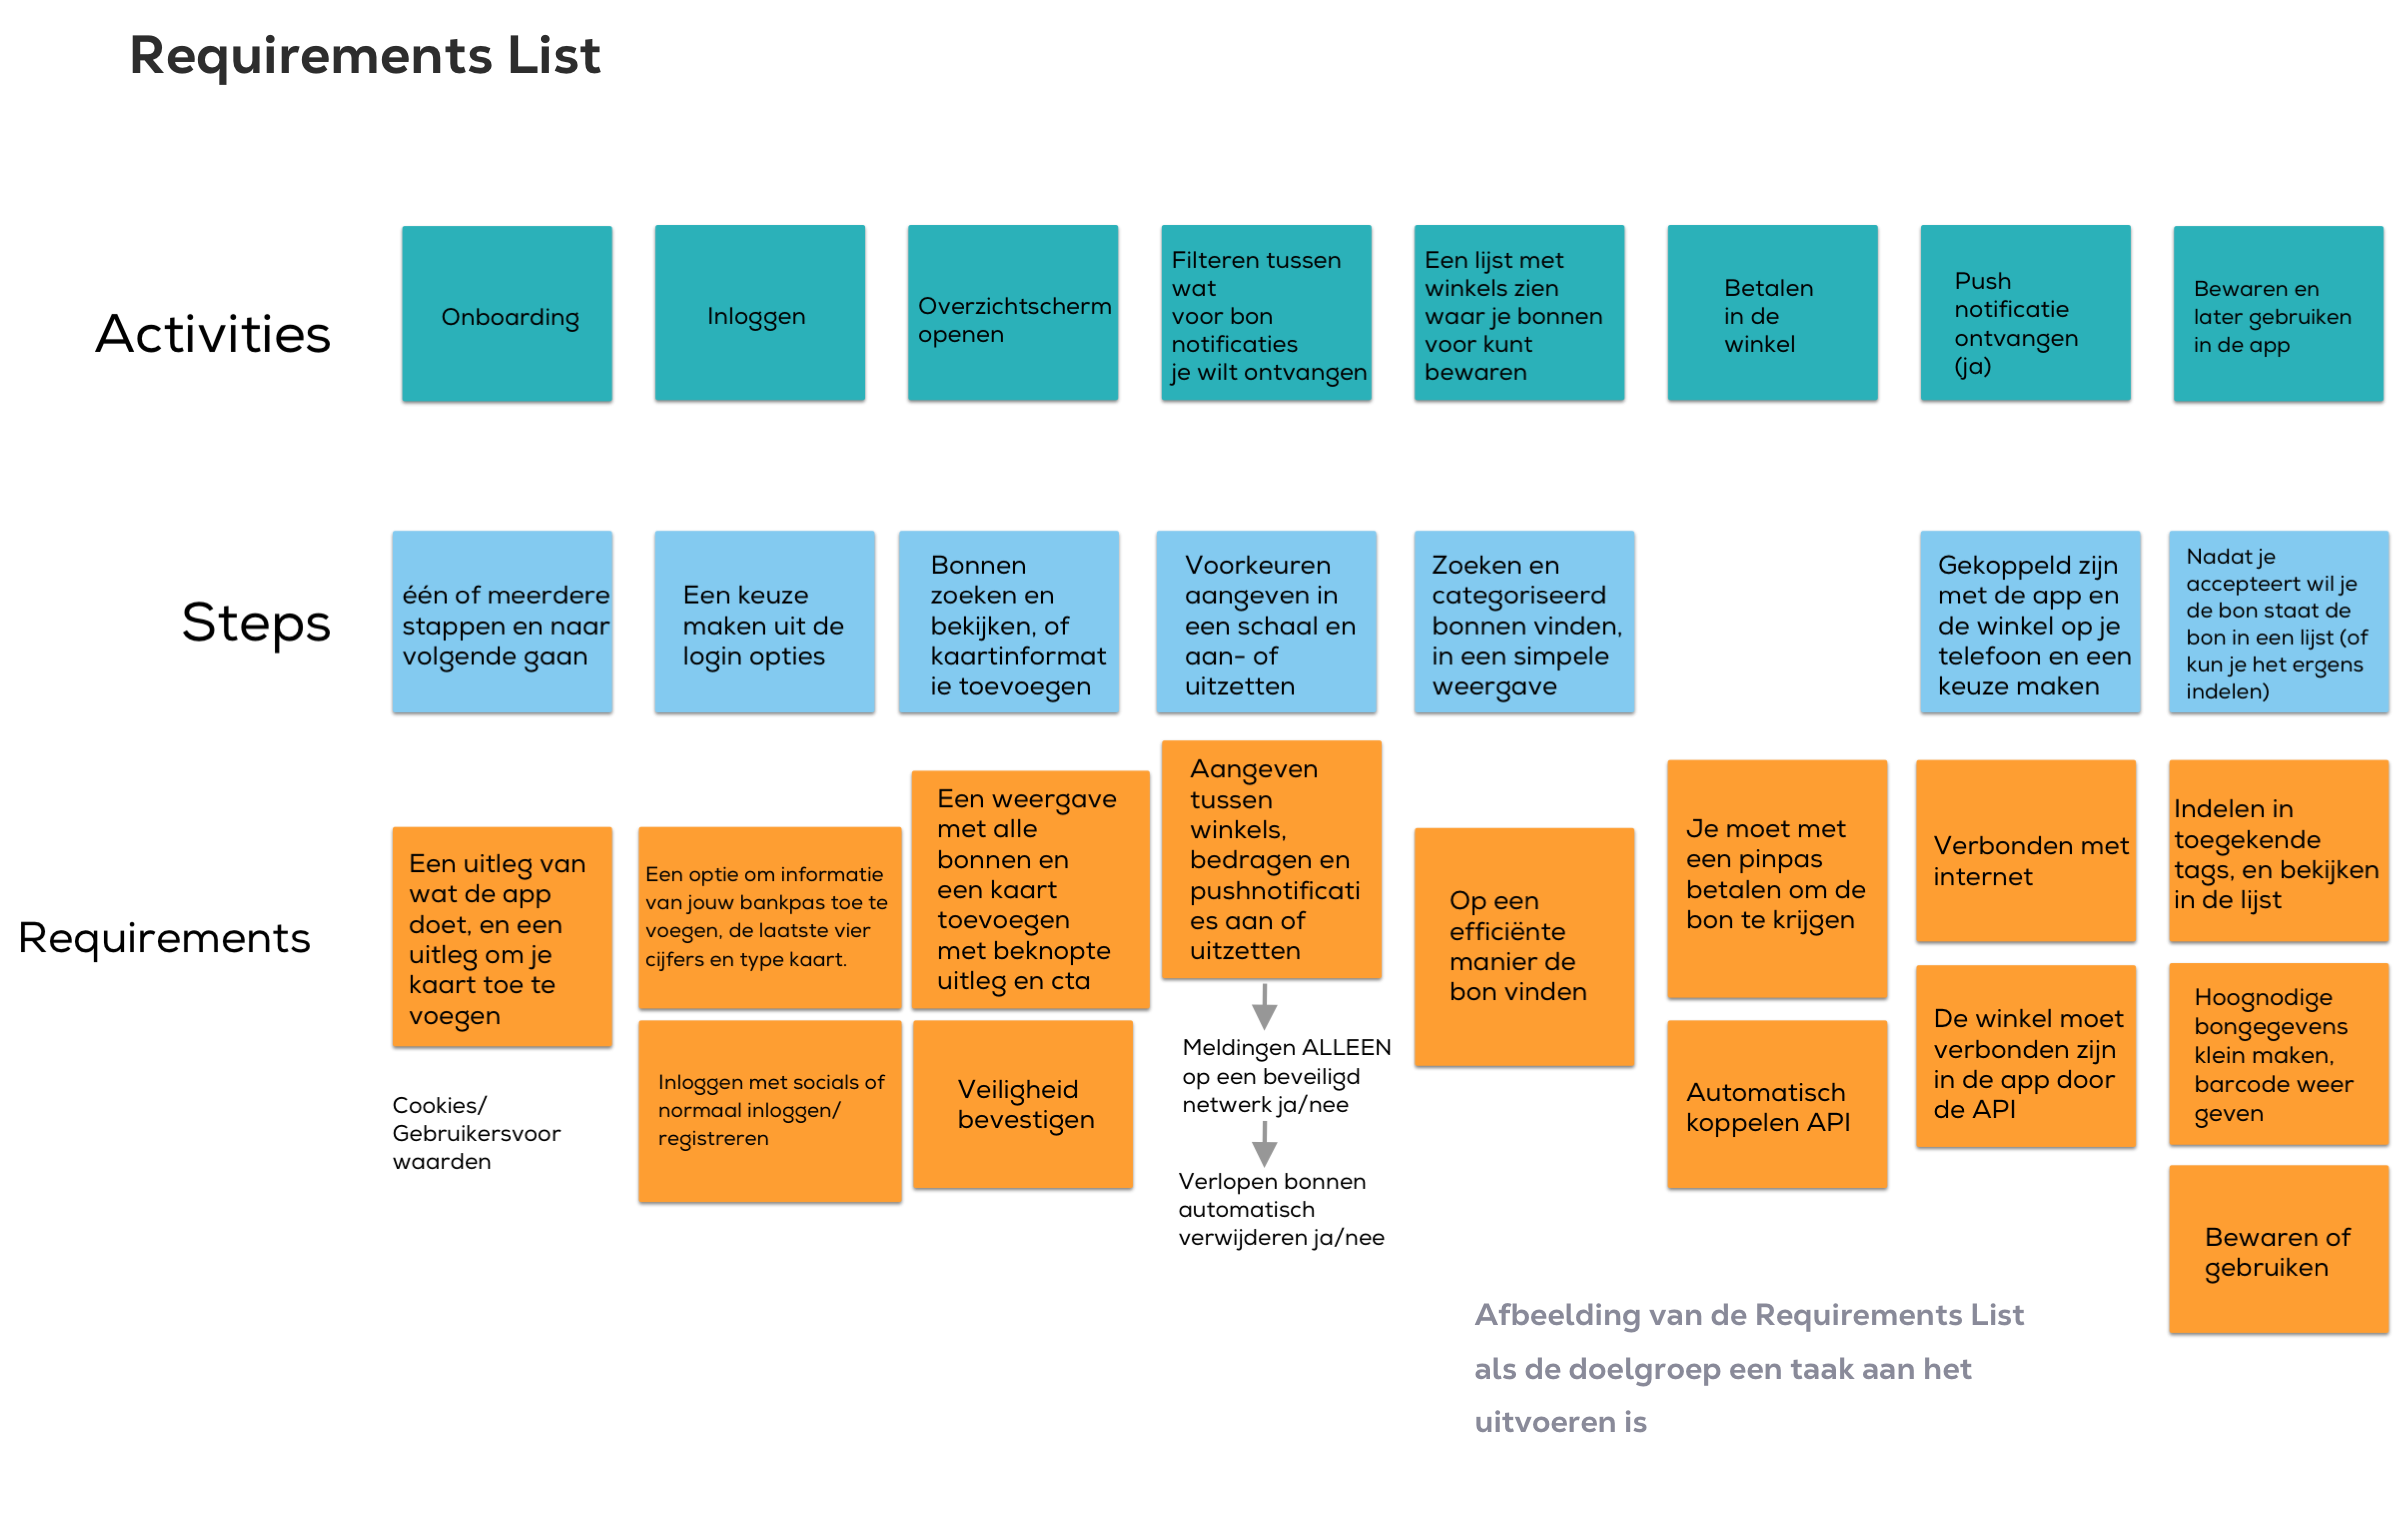 Requirements List
Activities
Onboarding
Inloggen
Overzichtscherm
openen
Filteren tussen
wat
voor bon
notificaties
je wilt ontvangen
Een lijst met
winkels zien
waar je bonnen
voor kunt
bewaren
Betalen
in de
winkel
Push
notificatie
ontvangen
(ja)
Bewaren en
later gebruiken
in de app
Steps
één of meerdere
stappen en naar
volgende gaan
Een keuze
maken uit de
login opties
Bonnen
zoeken en
bekijken, of
kaartinformat
ie toevoegen
Voorkeuren
aangeven in
een schaal en
aan- of
uitzetten
Zoeken en
categoriseerd
bonnen vinden,
in een simpele
weergave
Gekoppeld zijn
met de app en
de winkel op je
telefoon en een
keuze maken
Nadat je
accepteert wil je
de bon staat de
bon in een lijst (of
kun je het ergens
indelen)
Requirements
Een uitleg van
wat de app
doet, en een
uitleg om je
kaart toe te
voegen
Cookies/
Gebruikersvoor
waarden
Een optie om informatie
van jouw bankpas toe te
voegen, de laatste vier
cijfers en type kaart.
Inloggen met socials of
normaal inloggen/
registreren
Een weergave
met alle
bonnen en
een kaart
toevoegen
met beknopte
uitleg en cta
Veiligheid
bevestigen
Aangeven
tussen
winkels,
bedragen en
pushnotificati
es aan of
uitzetten
Meldingen ALLEEN
op een beveiligd
netwerk ja/nee
Verlopen bonnen
automatisch
verwijderen ja/nee
Op een
efficiënte
manier de
bon vinden
Je moet met
een pinpas
betalen om de
bon te krijgen
Automatisch
koppelen API
Verbonden met
internet
De winkel moet
verbonden zijn
in de app door
de API
Indelen in
toegekende
tags, en bekijken
in de lijst
Hoognodige
bongegevens
klein maken,
barcode weer
geven
Bewaren of
gebruiken
Afbeelding van de Requirements List
als de doelgroep een taak aan het
uitvoeren is